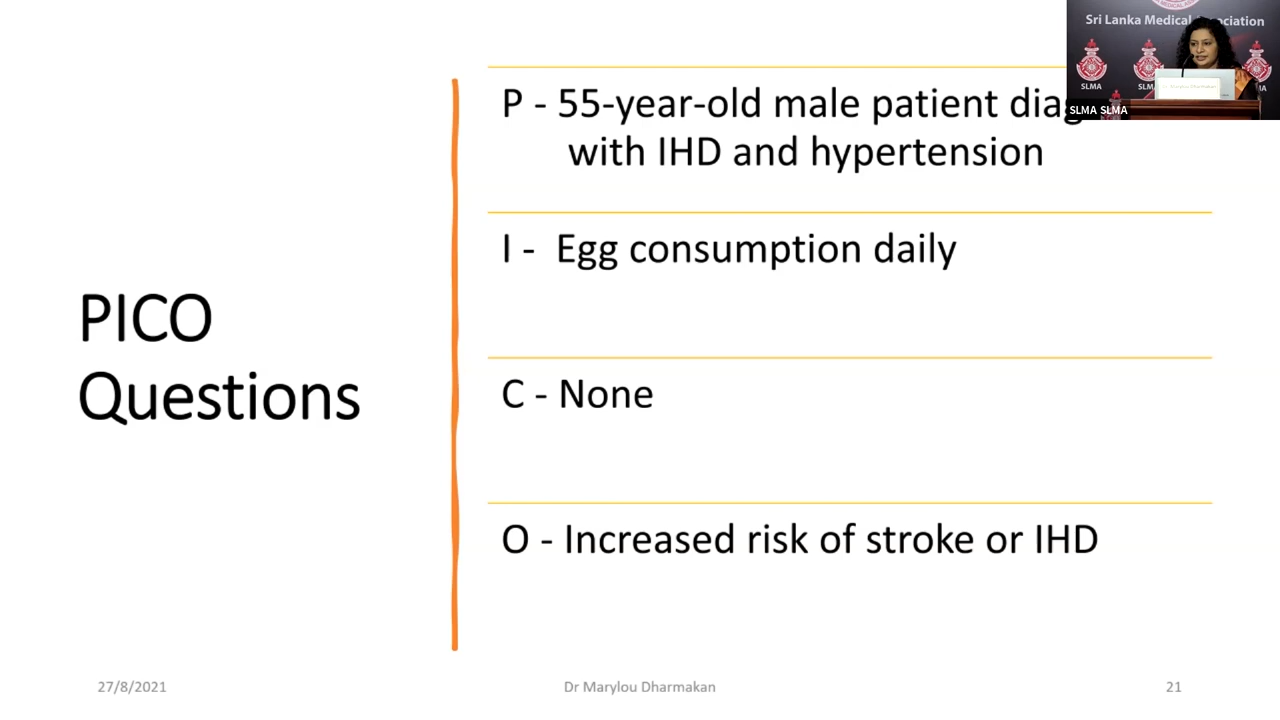 Sri Lanka Medical Association
SLMA
SLMA SLMA
P - 55-year-old male patient
with IHD and hypertension
I - Egg consumption daily
PICO
Questions
C - None
O - Increased risk of stroke or IHD
27/8/2021
Dr Marylou Dharmakan
21